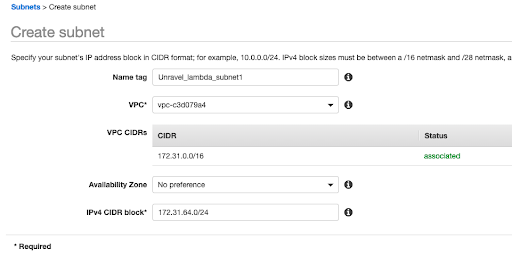 Subnets > Create subnet
Create subnet
Specify your subnet's IP address block in CIDR format; for example, 10.0.0.0/24. IPv4 block sizes must be between a /16 netmask and /28 netmask, a
Name tag Unravel_lambda_subnet1
VPC* vpc-c3d079a4
VPC CIDRs CIDR Status
172.31.0.0/16 associated
Availability Zone No preference
IPv4 CIDR block* 172.31.64.0/24
* Required